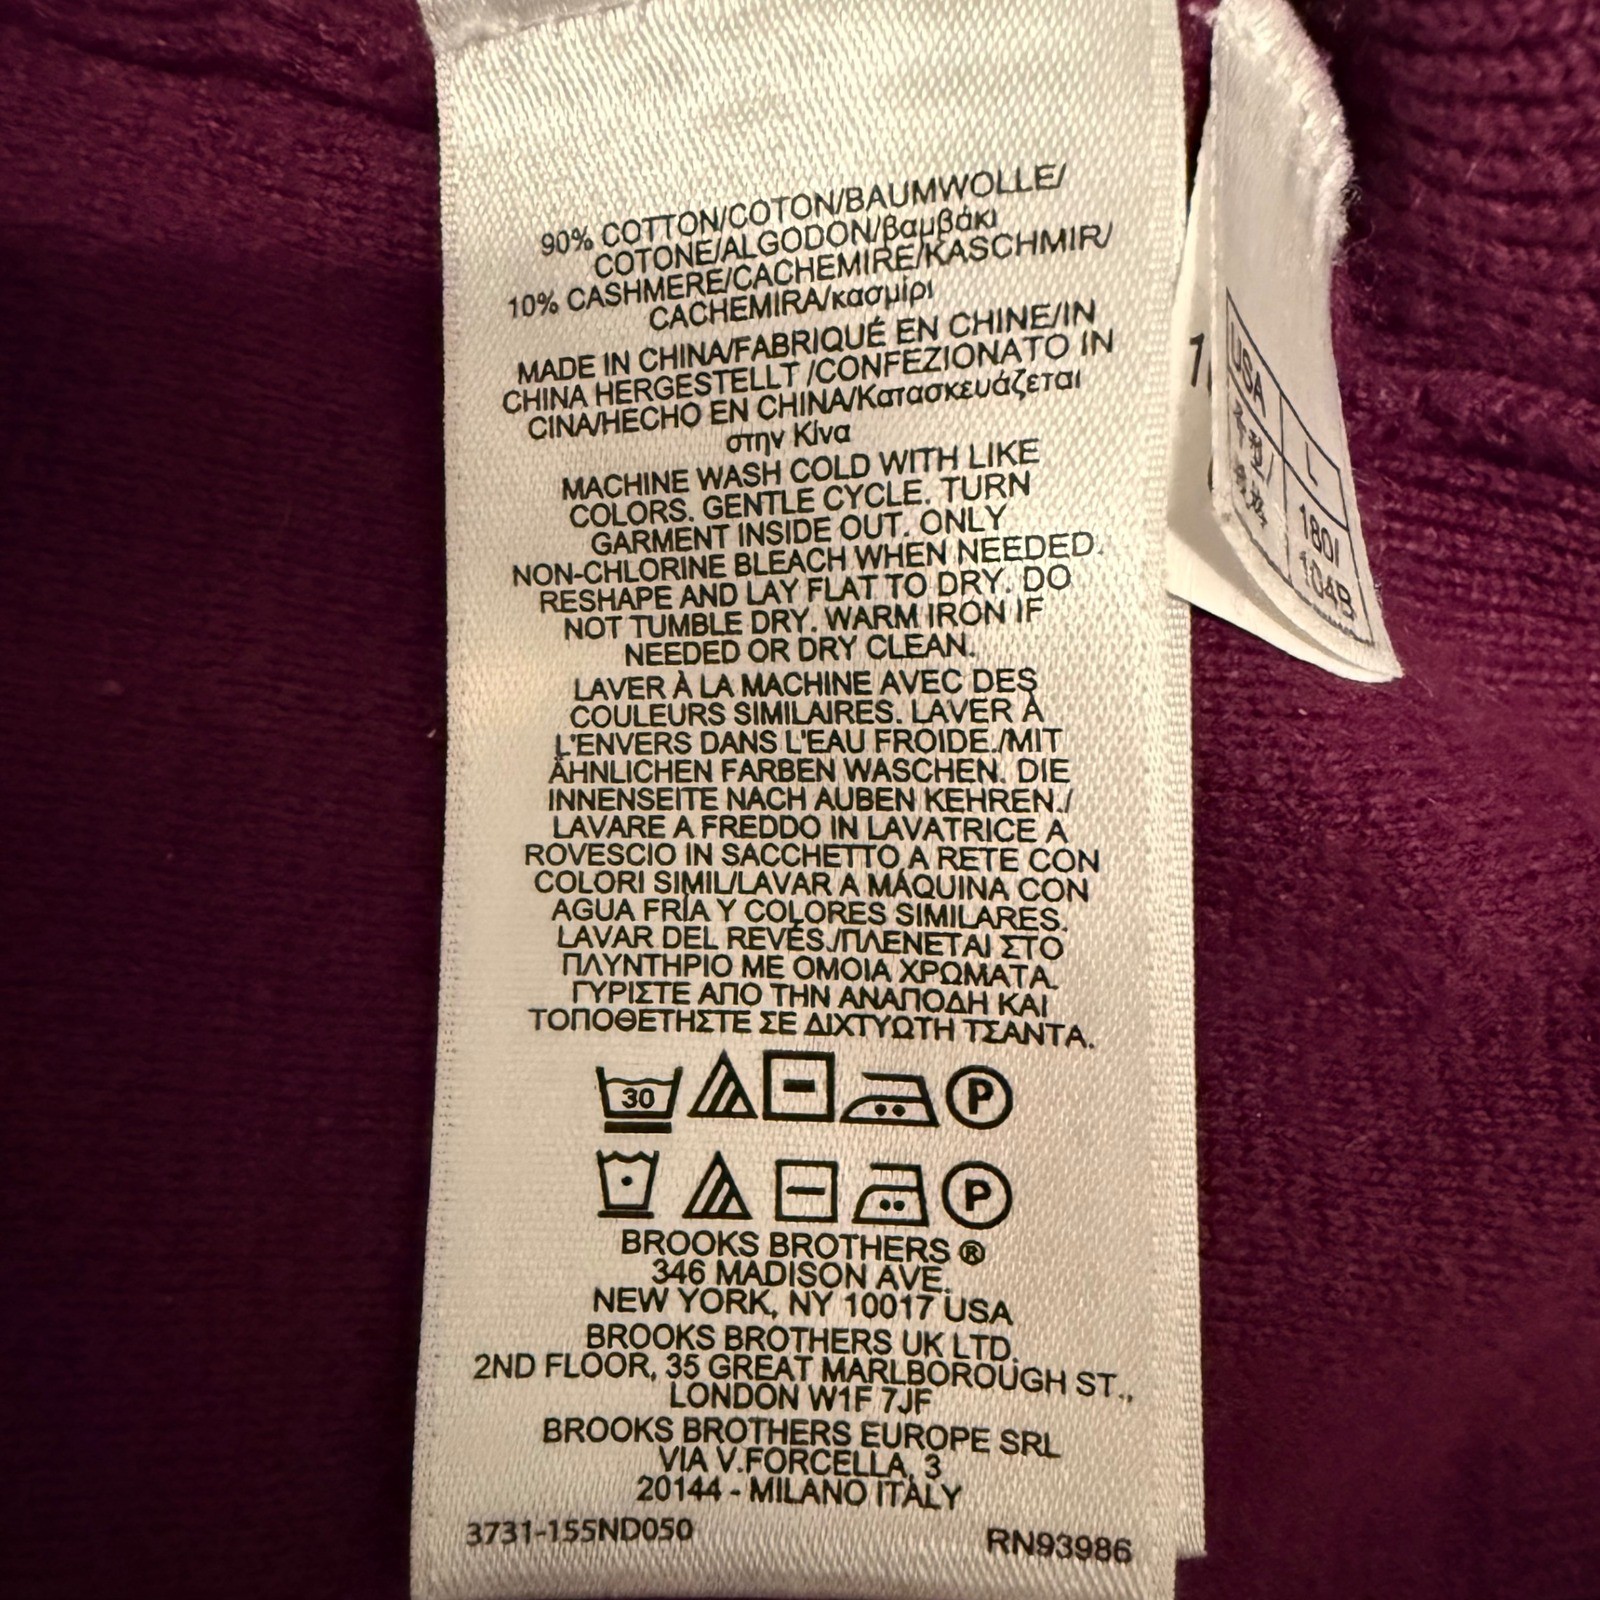 90% COTTON/COTON/BAUMWOLLE/
COTONE/ALGODON/βαμβάκι
10% CASHMERE/CACHEMIRE/KASCHMIR/
CACHEMIRA/κασμίρι
MADE IN CHINA/FABRIQUÉ EN CHINE/IN
CHINA HERGESTELLT /CONFEZIONATO IN
CINA/HECHO EN CHINA/Κατασκευάζεται
στην Κίνα
MACHINE WASH COLD WITH LIKE
COLORS. GENTLE CYCLE. TURN
GARMENT INSIDE OUT. ONLY
NON-CHLORINE BLEACH WHEN NEEDED.
RESHAPE AND LAY FLAT TO DRY. DO
NOT TUMBLE DRY. WARM IRON IF
NEEDED OR DRY CLEAN.
LAVER À LA MACHINE AVEC DES
COULEURS SIMILAIRES. LAVER À
L'ENVERS DANS L'EAU FROIDE./MIT
ÄHNLICHEN FARBEN WASCHEN. DIE
INNENSEITE NACH AUBEN KEHREN./
LAVARE A FREDDO IN LAVATRICE A
ROVESCIO IN SACCHETTO A RETE CON
COLORI SIMIL/LAVAR A MÁQUINA CON
AGUA FRÍA Y COLORES SIMILARES.
LAVAR DEL REVÉS./ΠΛΕΝΕΤΑΙ ΣΤΟ
ΠΛΥΝΤΗΡΙΟ ΜΕ ΟΜΟΙΑ ΧΡΩΜΑΤΑ.
ΓΥΡΙΣΤΕ ΑΠΟ ΤΗΝ ΑΝΑΠΟΔΗ ΚΑΙ
ΤΟΠΟΘΕΤΗΣΤΕ ΣΕ ΔΙΧΤΥΩΤΗ ΤΣΑΝΤΑ.
30 P
P
BROOKS BROTHERS ®
346 MADISON AVE.
NEW YORK, NY 10017 USA
BROOKS BROTHERS UK LTD.
2ND FLOOR, 35 GREAT MARLBOROUGH ST.,
LONDON W1F 7JF
BROOKS BROTHERS EUROPE SRL
VIA V.FORCELLA, 3
20144 - MILANO ITALY
3731-155ND050 RN93986
USA L
号型/ 180/
104B